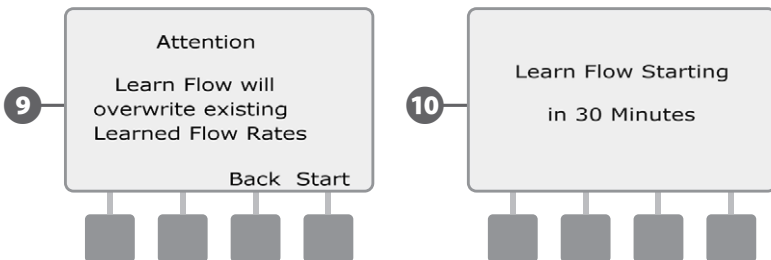 9
Attention
Learn Flow will
overwrite existing
Learned Flow Rates
Back Start
10
Learn Flow Starting
in 30 Minutes